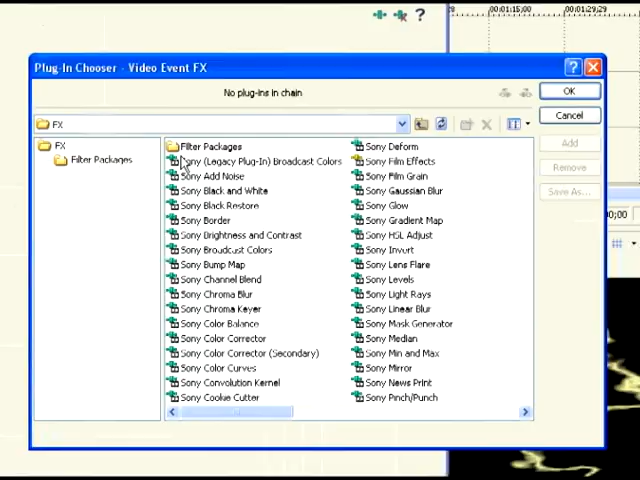 00:01:15,00 00:01:29,29
Plug-In Chooser - Video Event FX
No plug-ins in chain
OK
FX
Cancel
FX
Filter Packages
Filter Packages
Sony (Legacy Plug-In) Broadcast Colors
Sony Add Noise
Sony Black and White
Sony Black Restore
Sony Border
Sony Brightness and Contrast
Sony Broadcast Colors
Sony Bump Map
Sony Channel Blend
Sony Chroma Blur
Sony Chroma Keyer
Sony Color Balance
Sony Color Corrector
Sony Color Corrector (Secondary)
Sony Color Curves
Sony Convolution Kernel
Sony Cookie Cutter
Sony Deform
Sony Film Effects
Sony Film Grain
Sony Gaussian Blur
Sony Glow
Sony Gradient Map
Sony HSL Adjust
Sony Invert
Sony Lens Flare
Sony Levels
Sony Light Rays
Sony Linear Blur
Sony Mask Generator
Sony Median
Sony Min and Max
Sony Mirror
Sony News Print
Sony Pinch/Punch
Add
Remove
Save As...
00;00